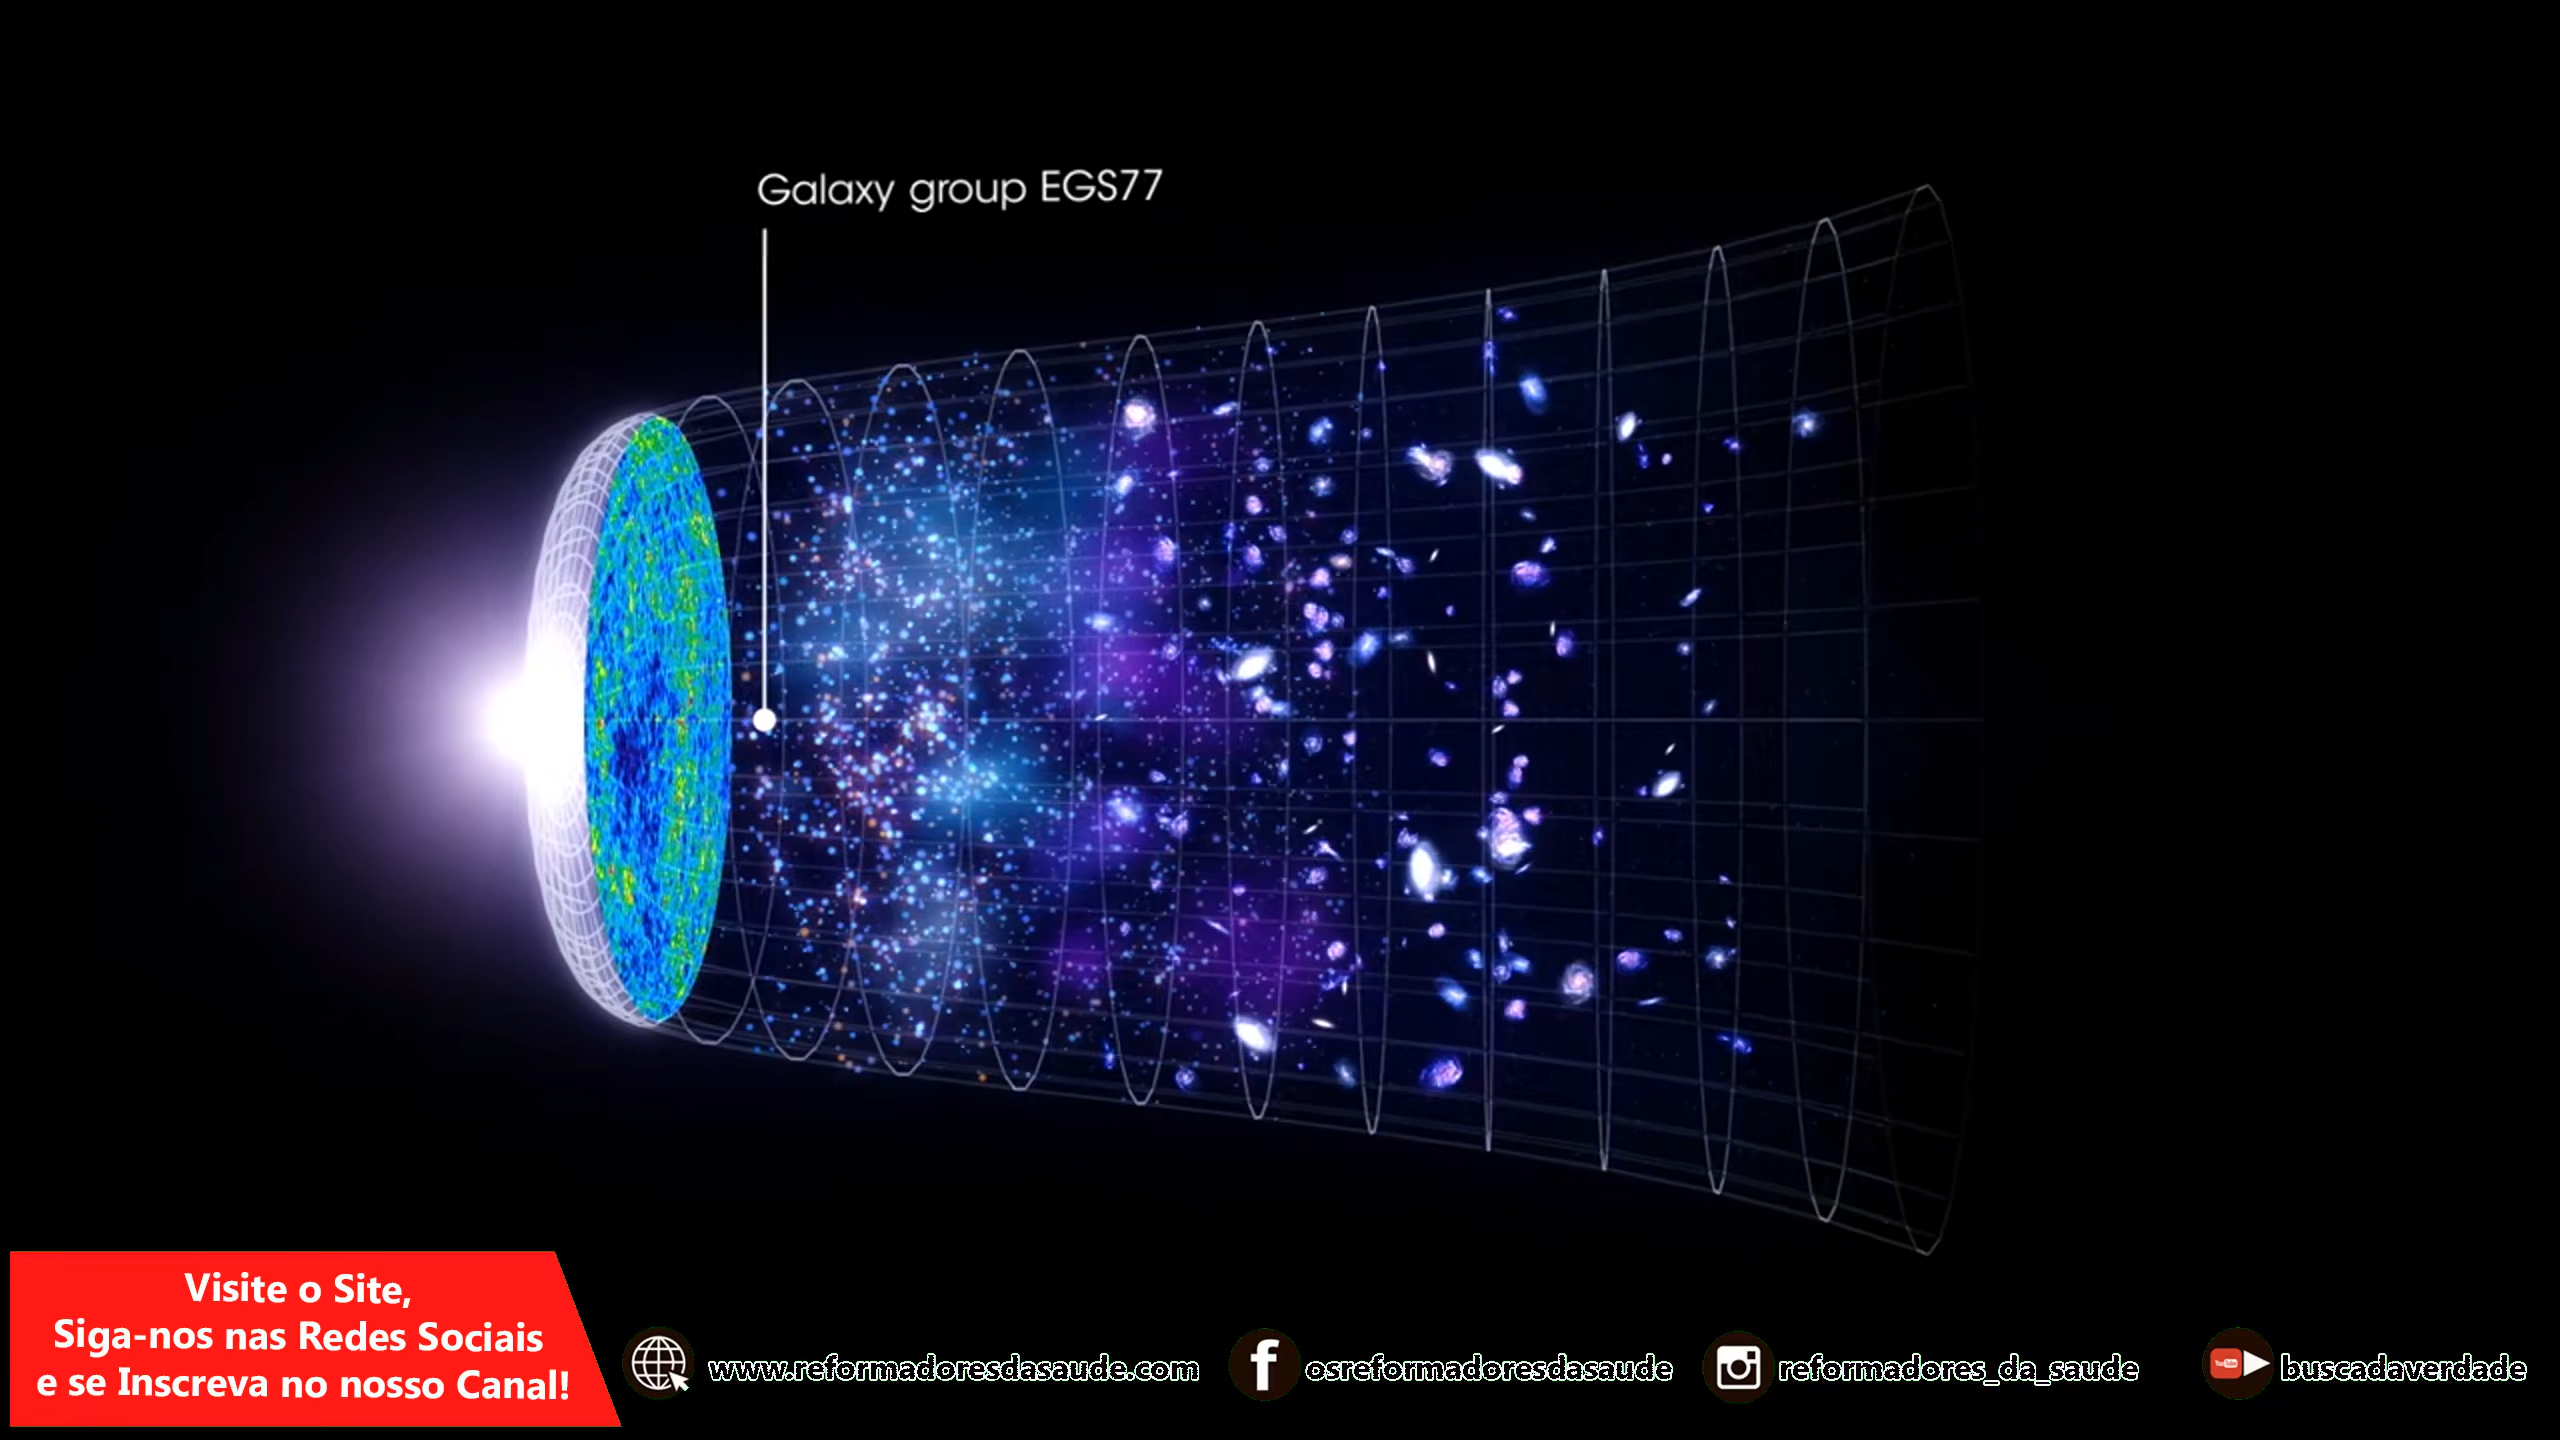 Galaxy group EGS77
Visite o Site,
Siga-nos nas Redes Sociais
e se Inscreva no nosso Canal!
www.reformadoresdasaude.com
osreformadoresdasaude
reformadores_da_saude
YouTube
buscadaverdade